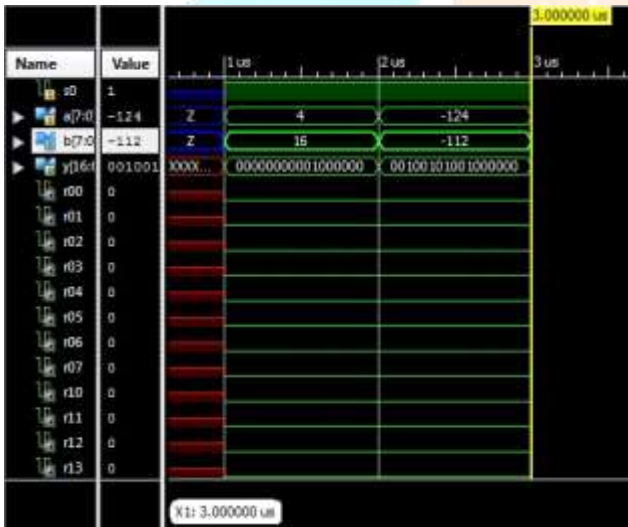 3.000000 us
Name Value
1 us 2 us 3 us
s0 1
a[7:0] -124 Z 4 -124
b[7:0 -112 Z 16 -112
y[16:0 001001 XXXX... 00000000001000000 00100101001000000
r00 0
r01 0
r02 0
r03 0
r04 0
r05 0
r06 0
r07 0
r10 0
r11 0
r12 0
r13 0
X1: 3.000000 us